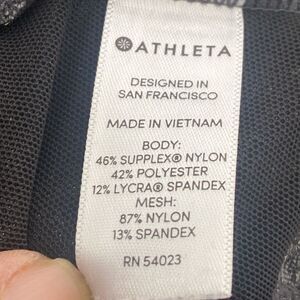 ATHLETA
DESIGNED IN
SAN FRANCISCO
MADE IN VIETNAM
BODY:
46% SUPPLEX® NYLON
42% POLYESTER
12% LYCRA® SPANDEX
MESH:
87% NYLON
13% SPANDEX
RN 54023